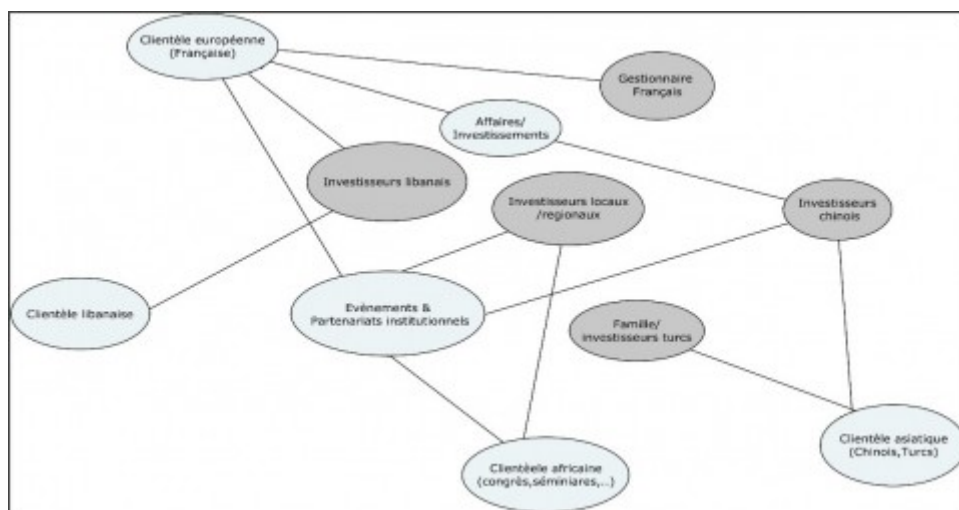 Clientèle européenne
(Française)
Gestionnaire
Français
Affaires/
Investissements
Investisseurs libanais
Investisseurs locaux
/regionaux
Investisseurs
chinois
Clientèle libanaise
Evènements &
Partenariats institutionnels
Famille/
investisseurs turcs
Clientèle asiatique
(Chinois,Turcs)
Clientèele africaine
(congrès,séminiares,..)